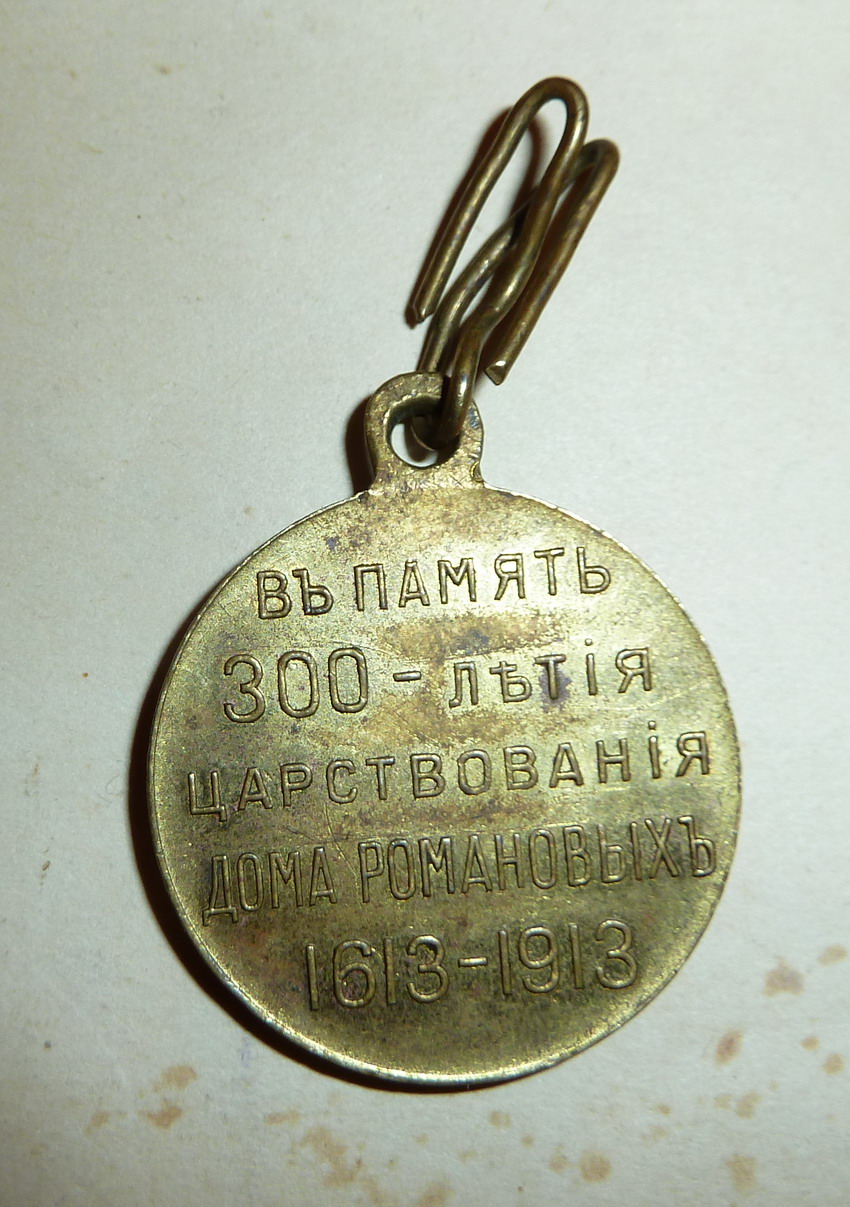 ВЪ ПАМЯТЬ
300-ЛѢТІЯ
ЦАРСТВОВАНІЯ
ДОМА РОМАНОВЫХЪ
1613-1913